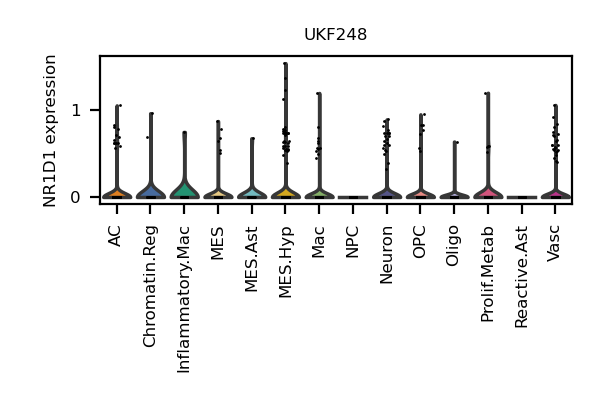 UKF248
NR1D1 expression
1
0
AC
Chromatin.Reg
Inflammatory.Mac
MES
MES.Ast
MES.Hyp
Mac
NPC
Neuron
OPC
Oligo
Prolif.Metab
Reactive.Ast
Vasc